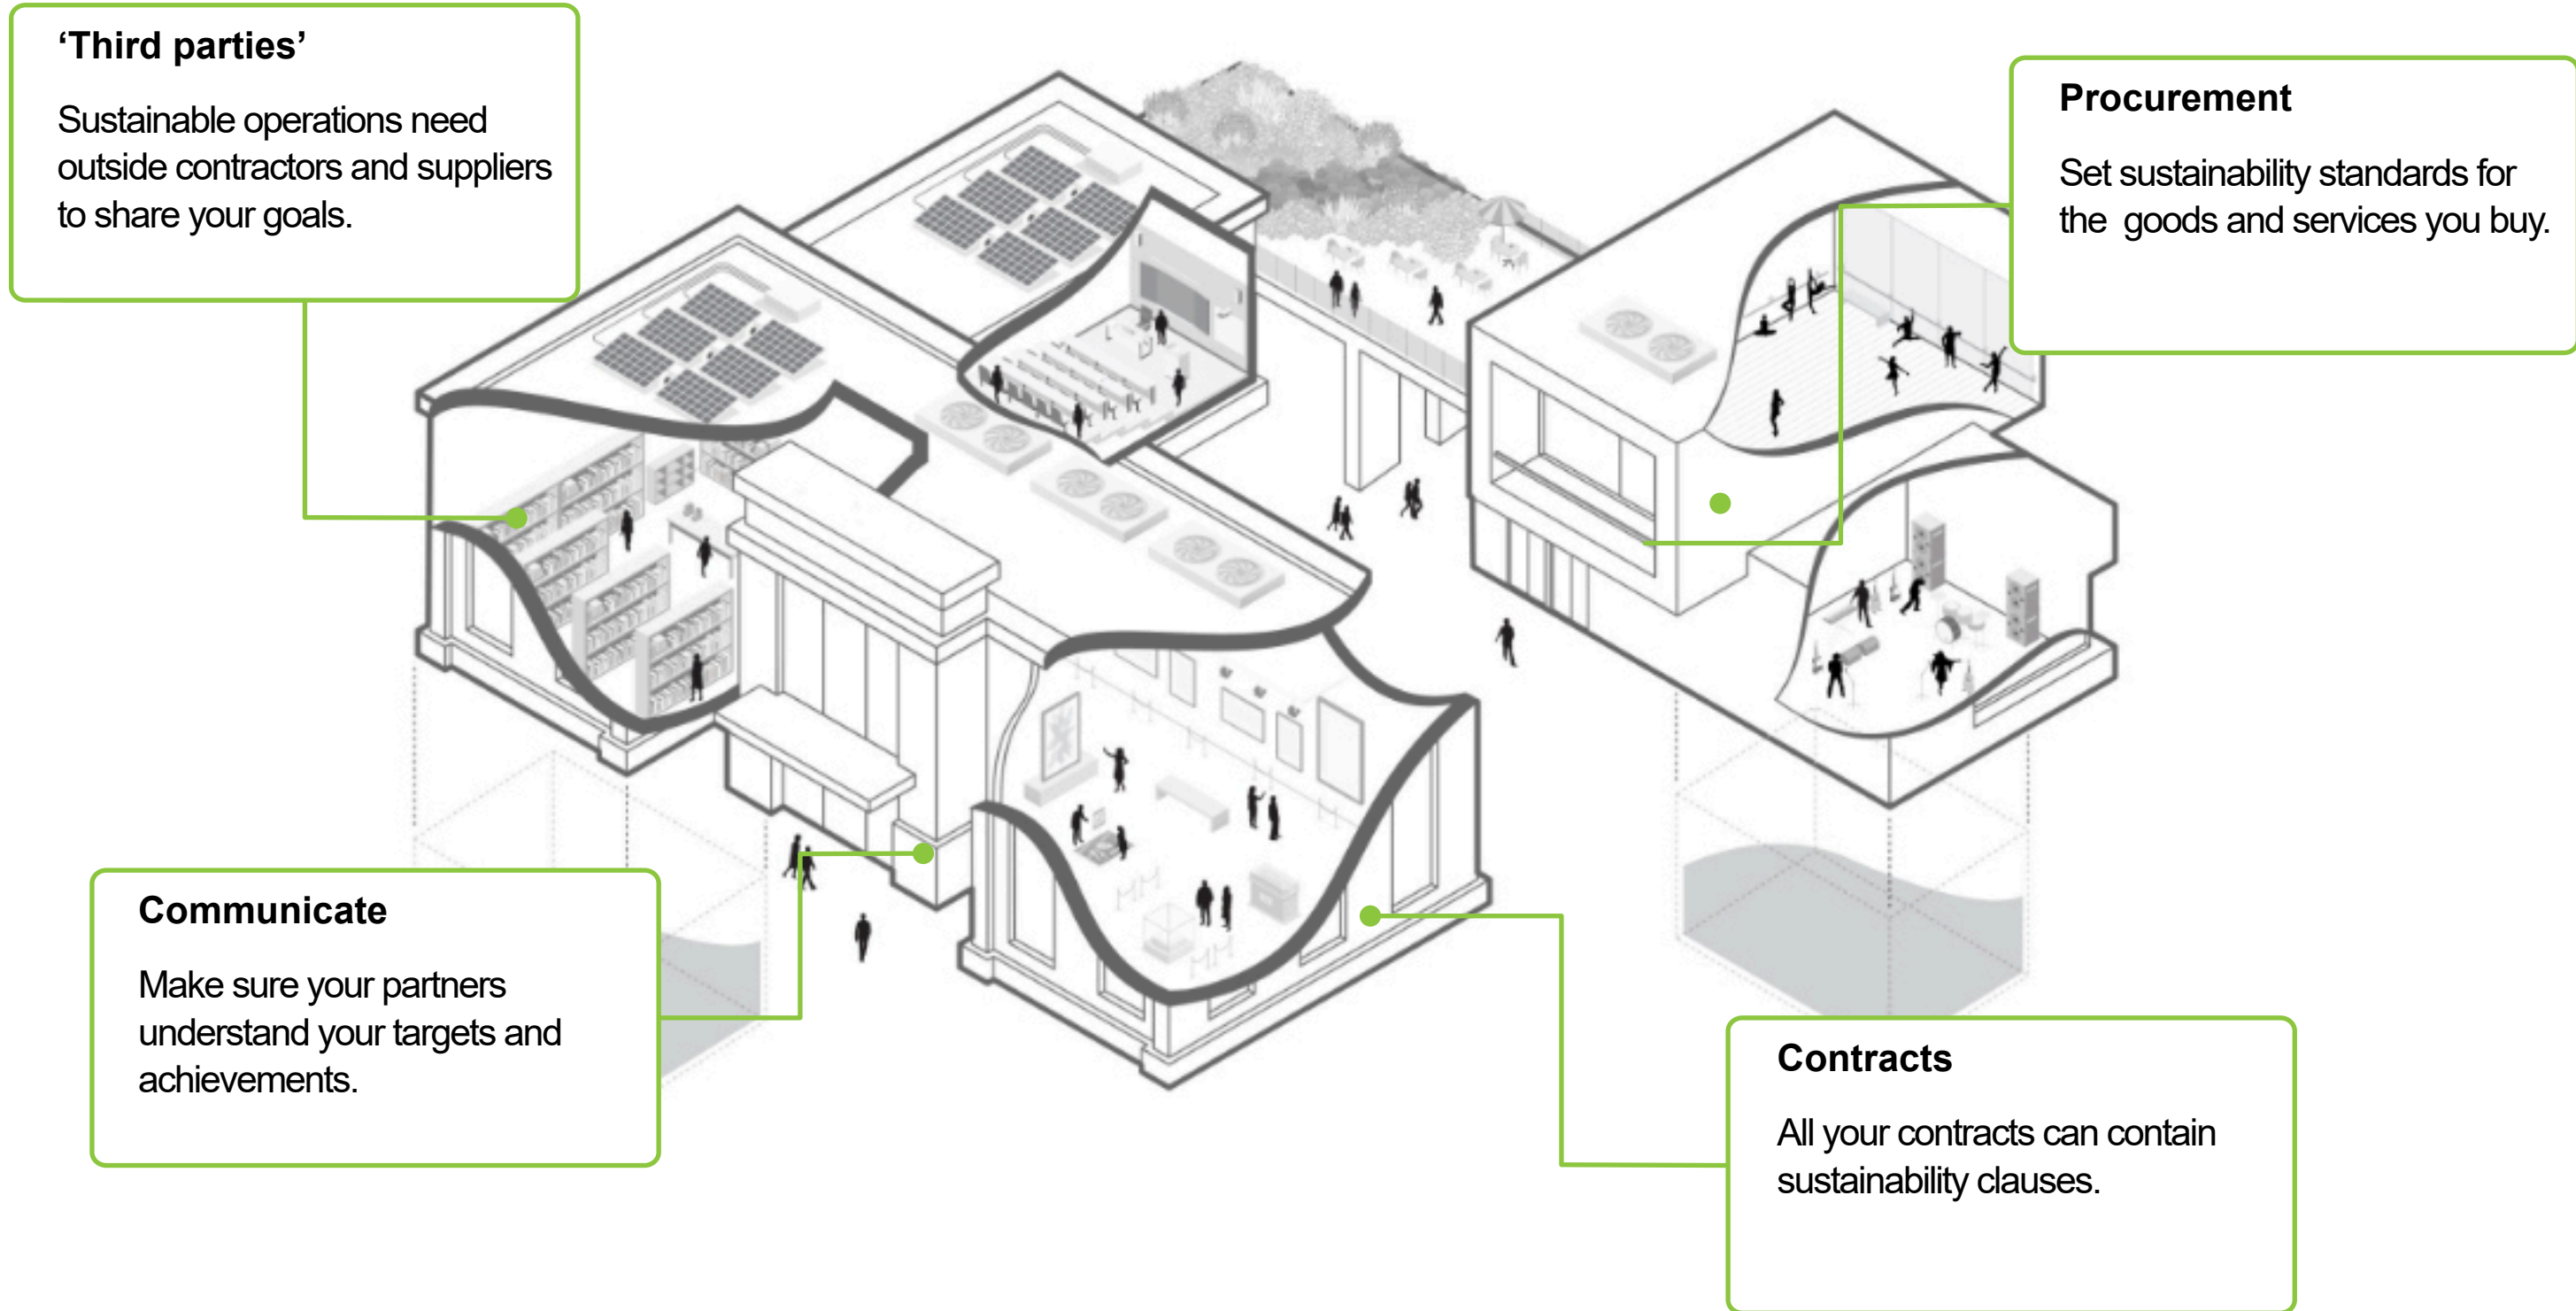 ‘Third parties’
Sustainable operations need
outside contractors and suppliers
to share your goals.
Procurement
Set sustainability standards for
the  goods and services you buy.
Communicate
Make sure your partners
understand your targets and
achievements.
Contracts
All your contracts can contain
sustainability clauses.